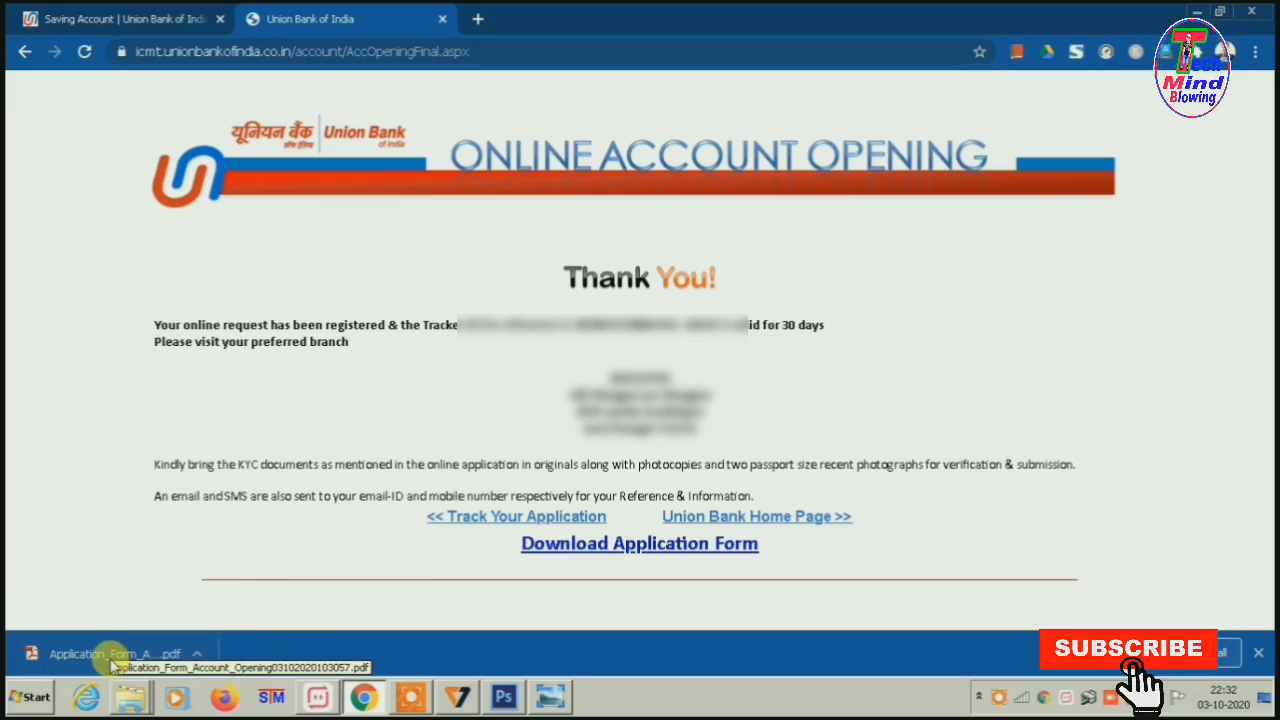 Saving Account | Union Bank of Indi
Union Bank of India
icmt.unionbankofindia.co.in/account/AccOpeningFinal.aspx
Tech
Mind
Blowing
यूनियन बैंक
ऑफ इंडिया
Union Bank
of India
ONLINE ACCOUNT OPENING
Thank You!
Your online request has been registered & the Tracke
id for 30 days
Please visit your preferred branch
Kindly bring the KYC documents as mentioned in the online application in originals along with photocopies and two passport size recent photographs for verification & submission.
An email and SMS are also sent to your email-ID and mobile number respectively for your Reference & Information.
<< Track Your Application
Union Bank Home Page >>
Download Application Form
Application_Form_A....pdf
pplication_Form_Account_Opening03102020103057.pdf
SUBSCRIBE
all
Start
SM
Ps
22:32
03-10-2020